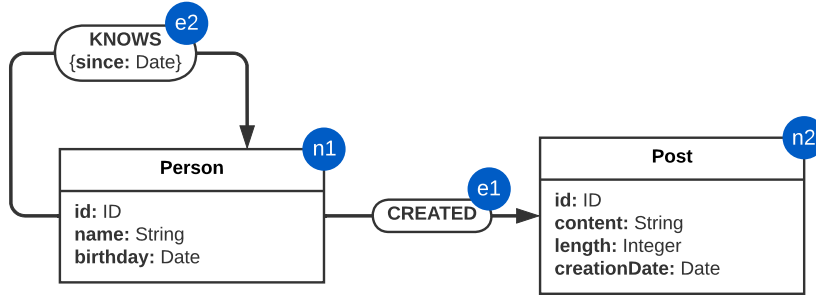 e2
KNOWS
{since: Date}
n1
Person
id: ID
name: String
birthday: Date
e1
CREATED
n2
Post
id: ID
content: String
length: Integer
creationDate: Date